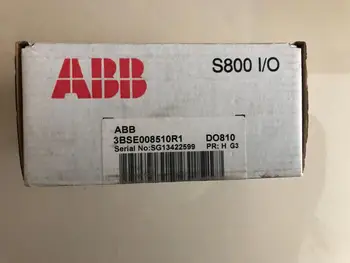 ABB
S800 I/O
ABB
3BSE008510R1 DO810
Serial No:SG13422599 PR: H G3